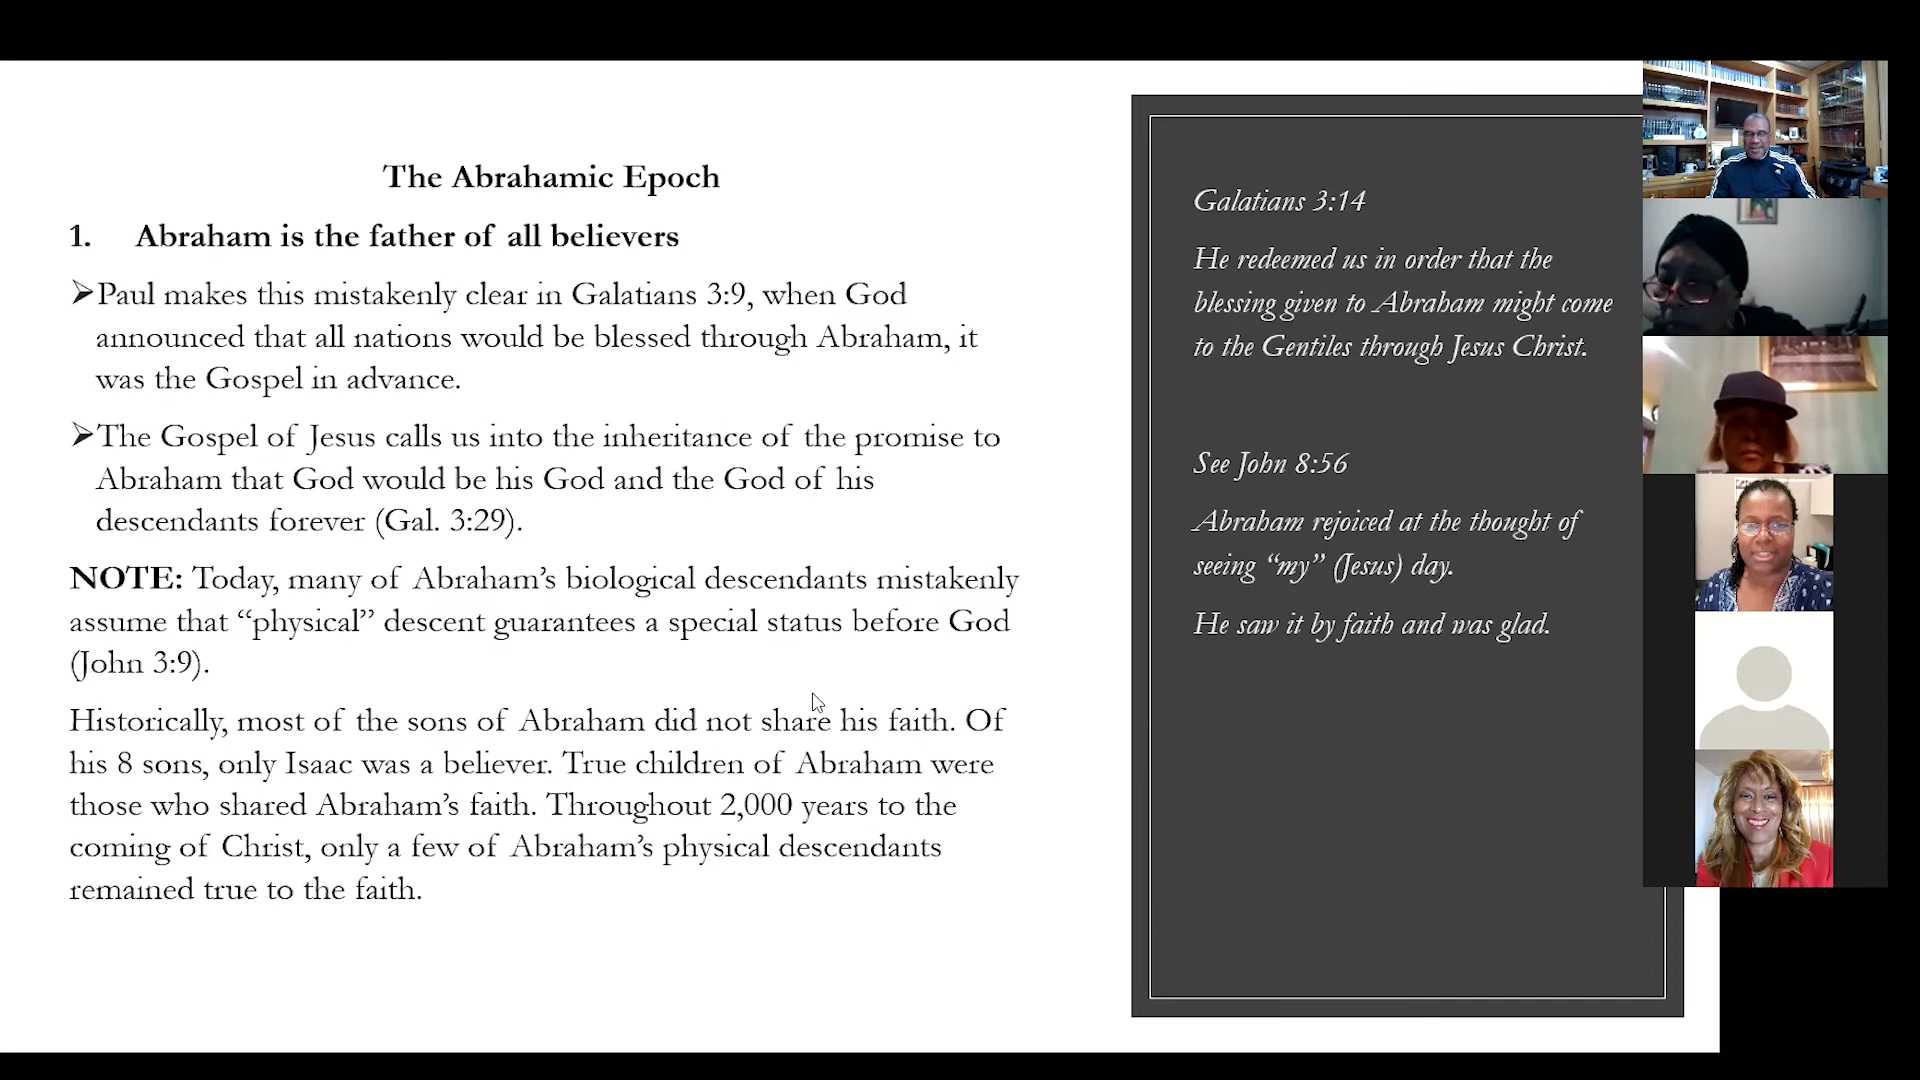 The Abrahamic Epoch
1. Abraham is the father of all believers
➢Paul makes this mistakenly clear in Galatians 3:9, when God
announced that all nations would be blessed through Abraham, it
was the Gospel in advance.
➢The Gospel of Jesus calls us into the inheritance of the promise to
Abraham that God would be his God and the God of his
descendants forever (Gal. 3:29).
NOTE: Today, many of Abraham’s biological descendants mistakenly
assume that “physical” descent guarantees a special status before God
(John 3:9).
Historically, most of the sons of Abraham did not share his faith. Of
his 8 sons, only Isaac was a believer. True children of Abraham were
those who shared Abraham’s faith. Throughout 2,000 years to the
coming of Christ, only a few of Abraham’s physical descendants
remained true to the faith.
Galatians 3:14
He redeemed us in order that the
blessing given to Abraham might come
to the Gentiles through Jesus Christ.
See John 8:56
Abraham rejoiced at the thought of
seeing “my” (Jesus) day.
He saw it by faith and was glad.